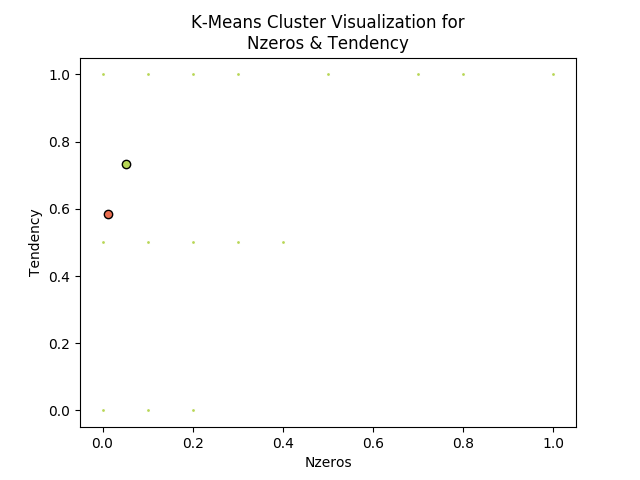 K-Means Cluster Visualization for
Nzeros & Tendency
1.0
0.8
0.6
0.4
0.2
0.0
Tendency
0.0 0.2 0.4 0.6 0.8 1.0
Nzeros